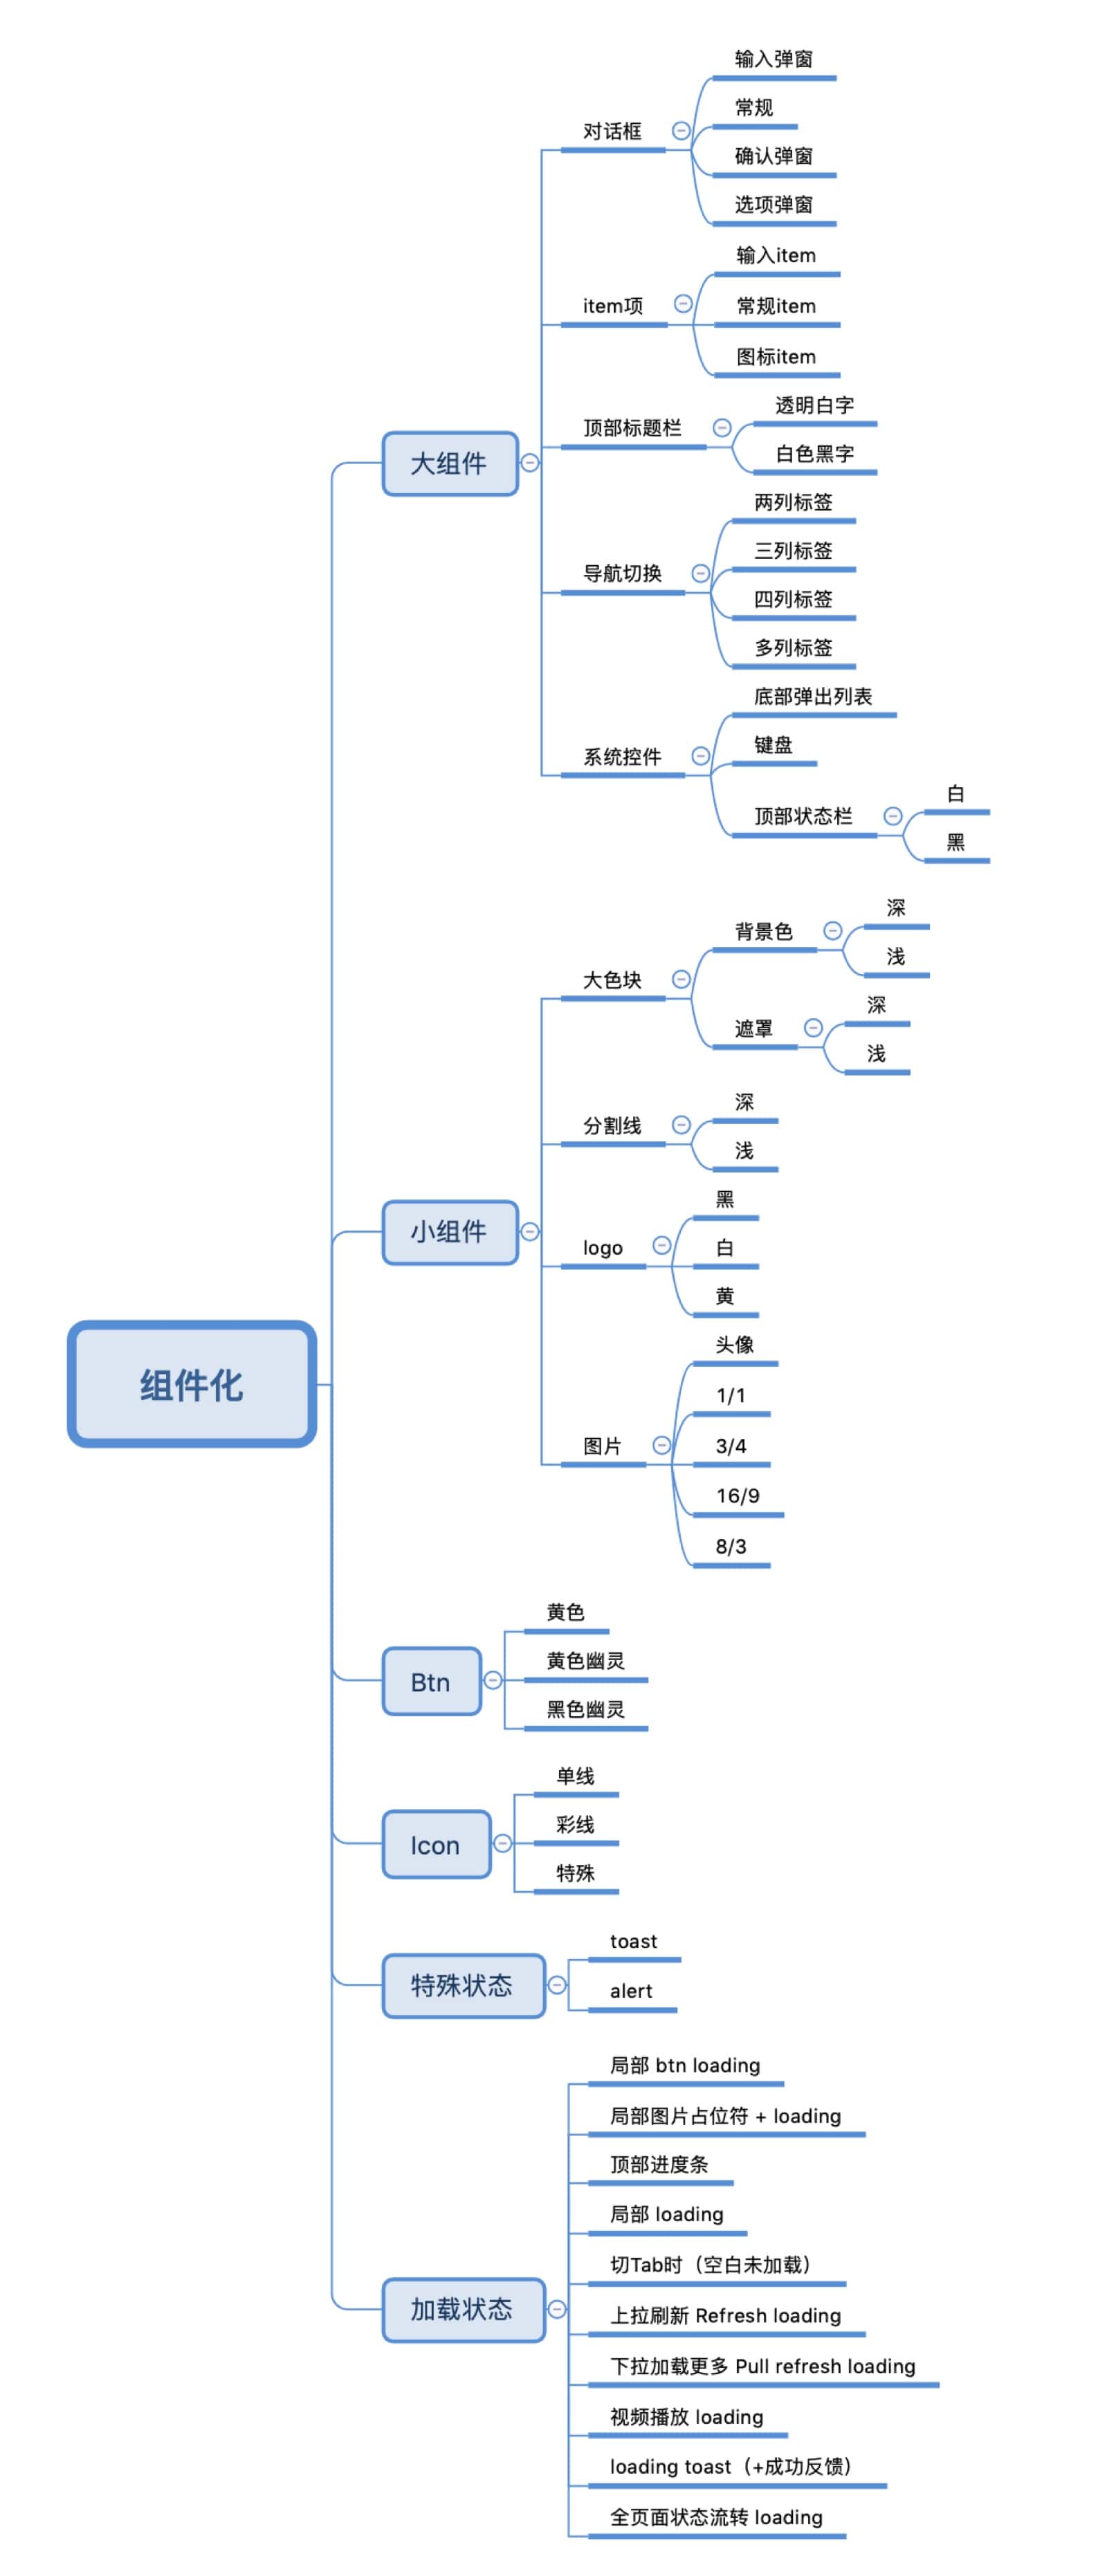 组件化
大组件
对话框
输入弹窗
常规
确认弹窗
选项弹窗
item项
输入item
常规item
图标item
顶部标题栏
透明白字
白色黑字
导航切换
两列标签
三列标签
四列标签
多列标签
系统控件
底部弹出列表
键盘
顶部状态栏
白
黑
小组件
大色块
背景色
深
浅
遮罩
深
浅
分割线
深
浅
logo
黑
白
黄
图片
头像
1/1
3/4
16/9
8/3
Btn
黄色
黄色幽灵
黑色幽灵
Icon
单线
彩线
特殊
特殊状态
toast
alert
加载状态
局部 btn loading
局部图片占位符 + loading
顶部进度条
局部 loading
切Tab时（空白未加载）
上拉刷新 Refresh loading
下拉加载更多 Pull refresh loading
视频播放 loading
loading toast（+成功反馈）
全页面状态流转 loading